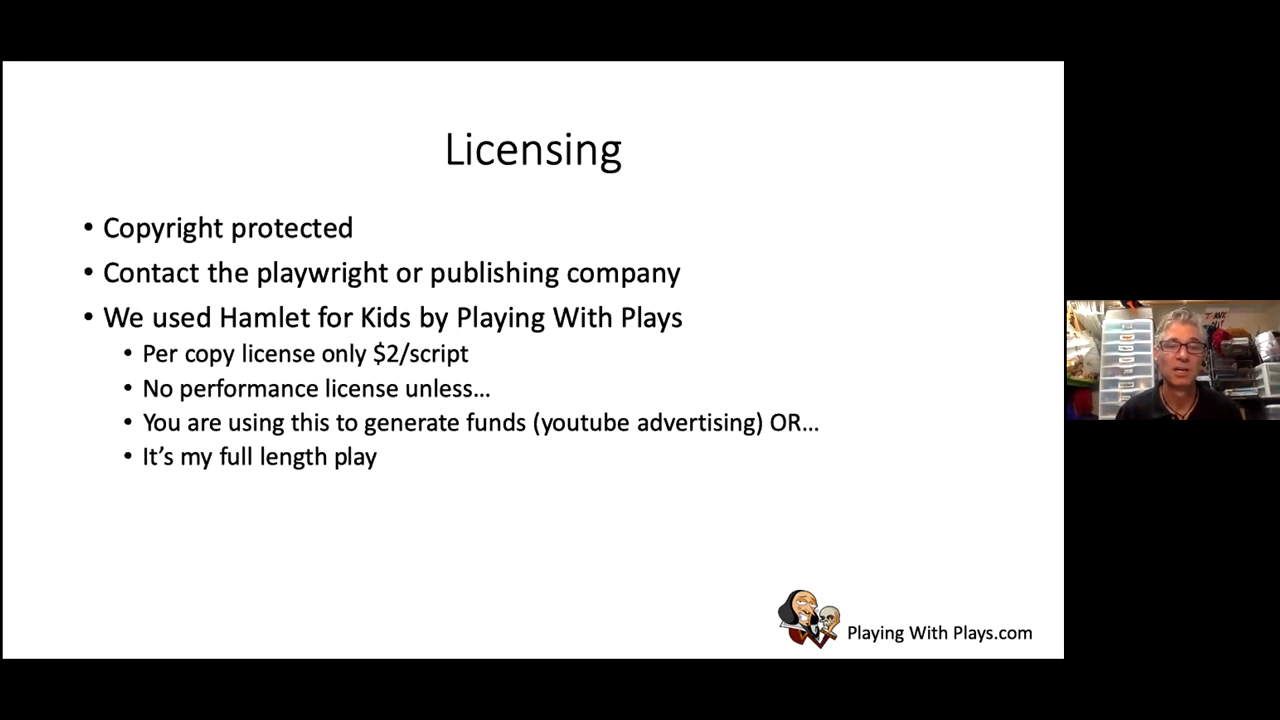 Licensing
• Copyright protected
• Contact the playwright or publishing company
• We used Hamlet for Kids by Playing With Plays
• Per copy license only $2/script
• No performance license unless…
• You are using this to generate funds (youtube advertising) OR…
• It’s my full length play
Playing With Plays.com